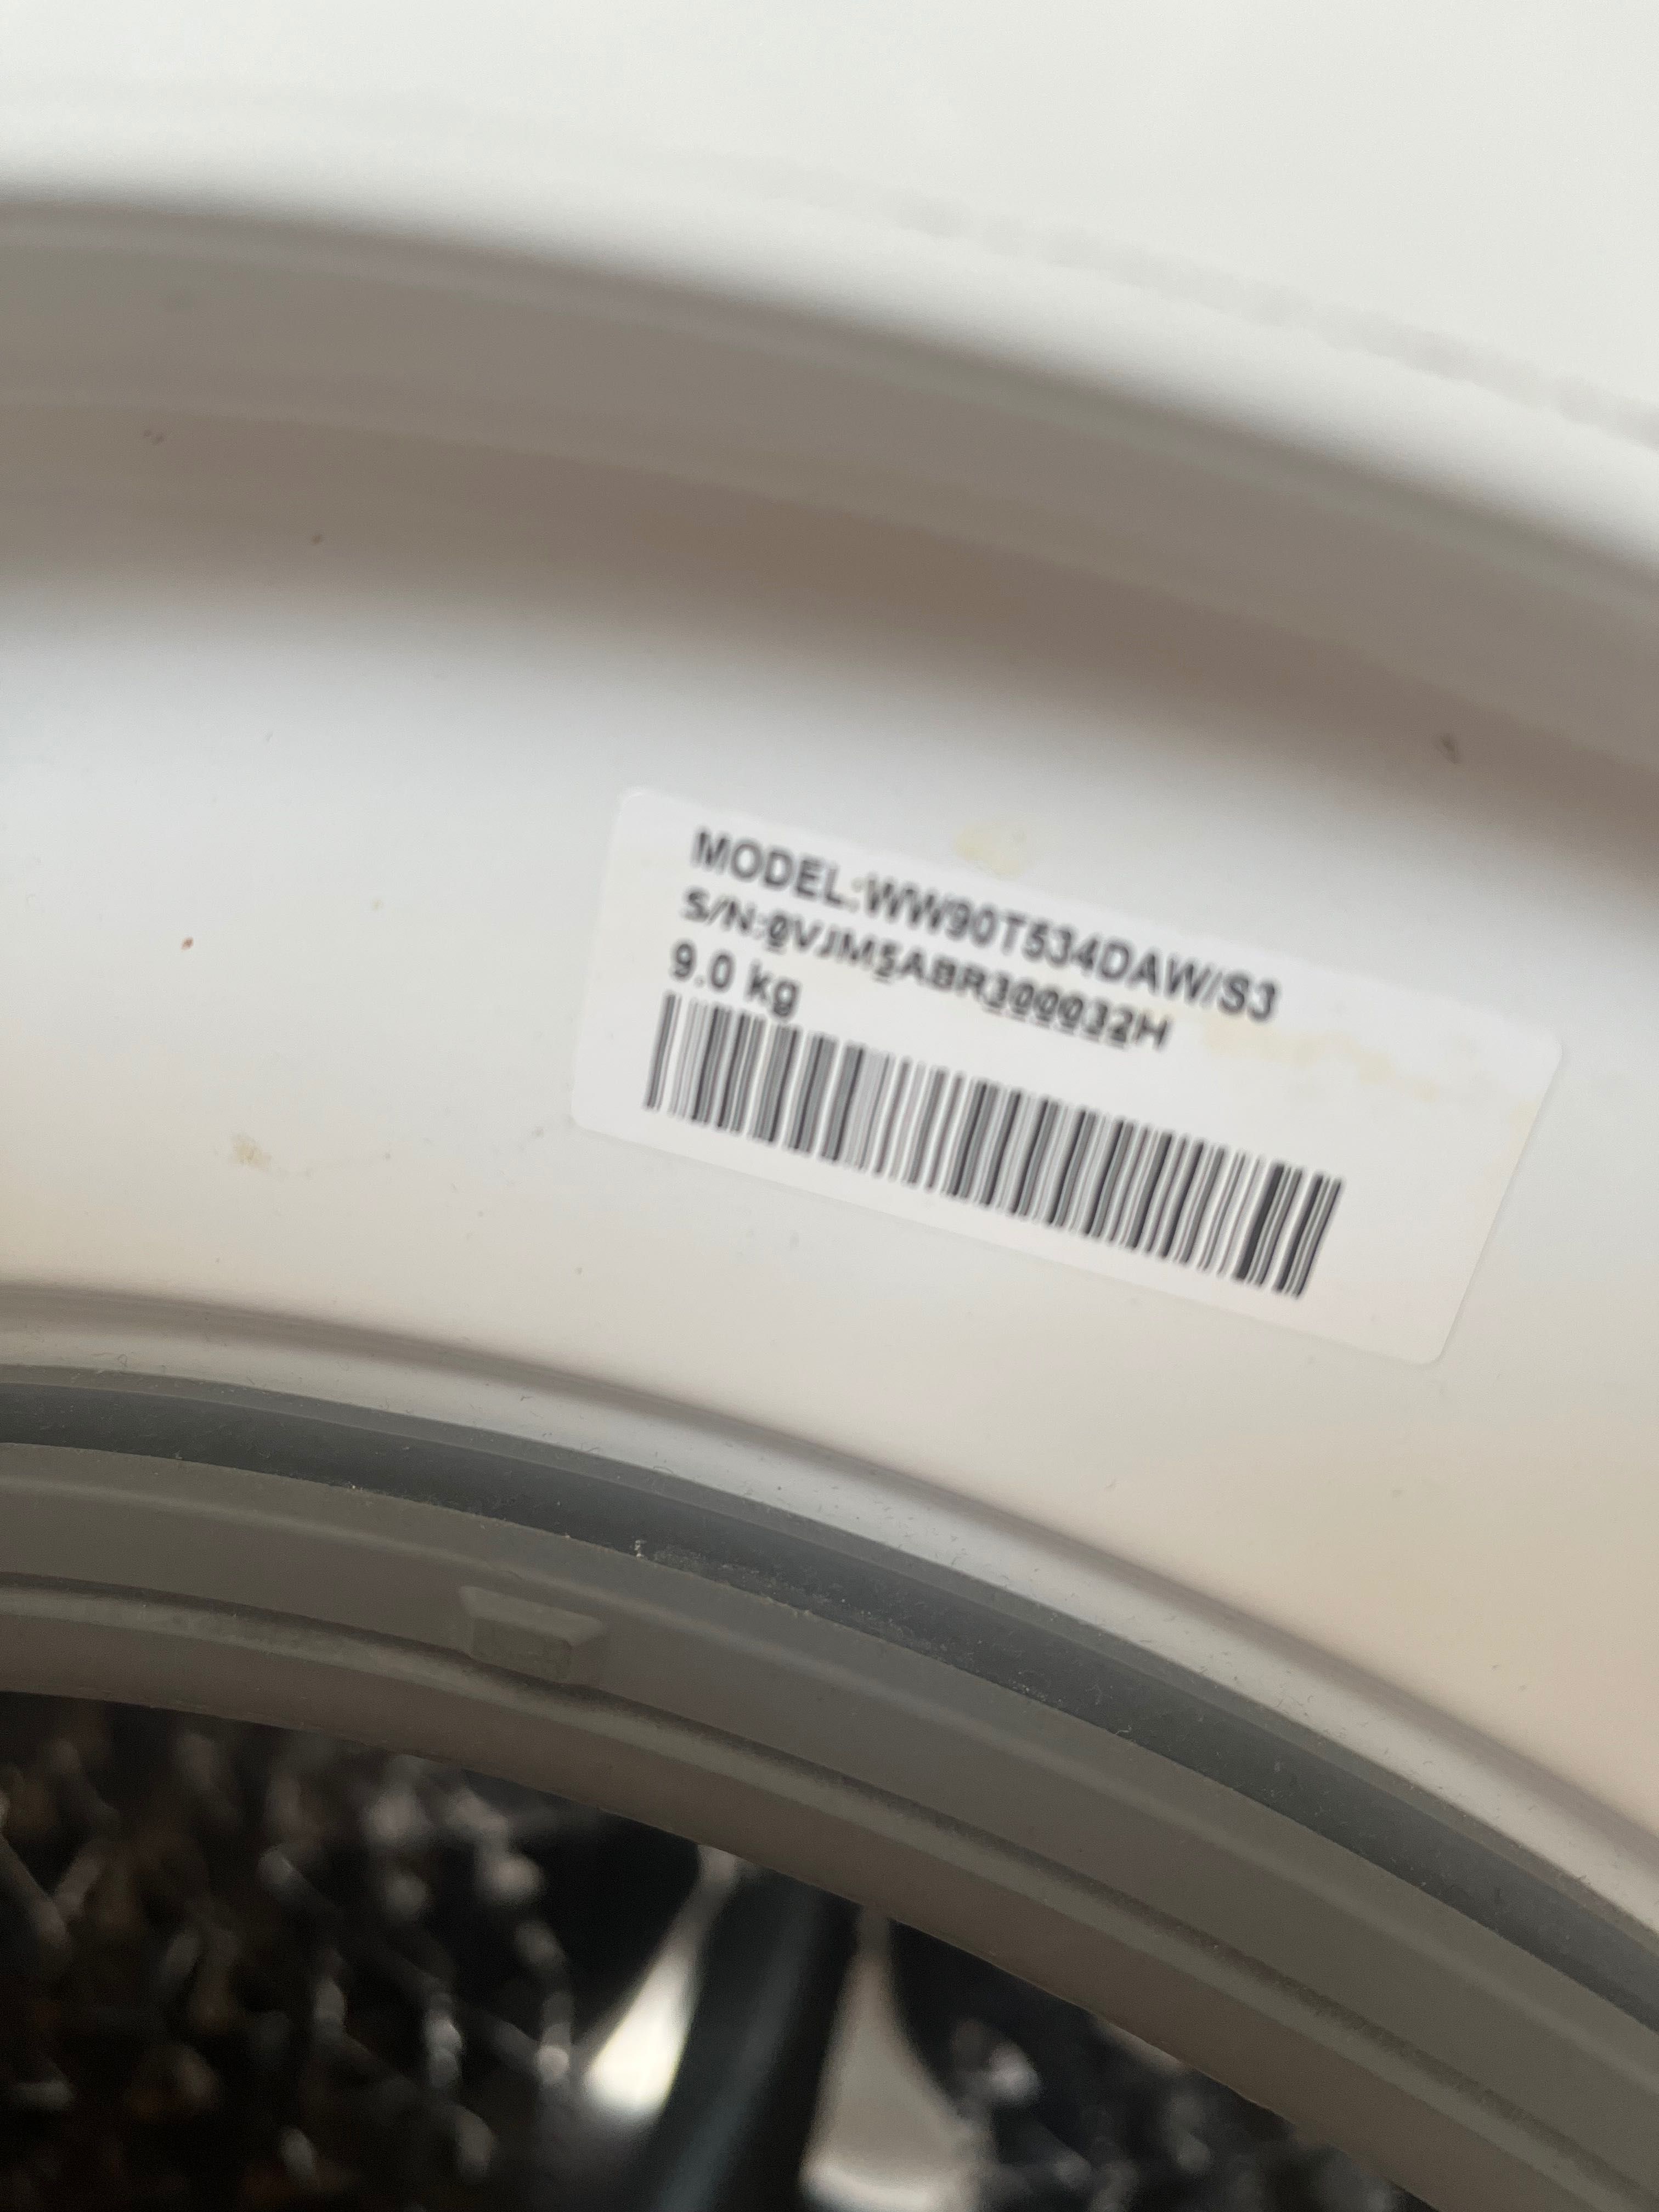 MODEL:WW90T534DAW/S3
S/N:0VJM5ABR300032H
9.0 kg